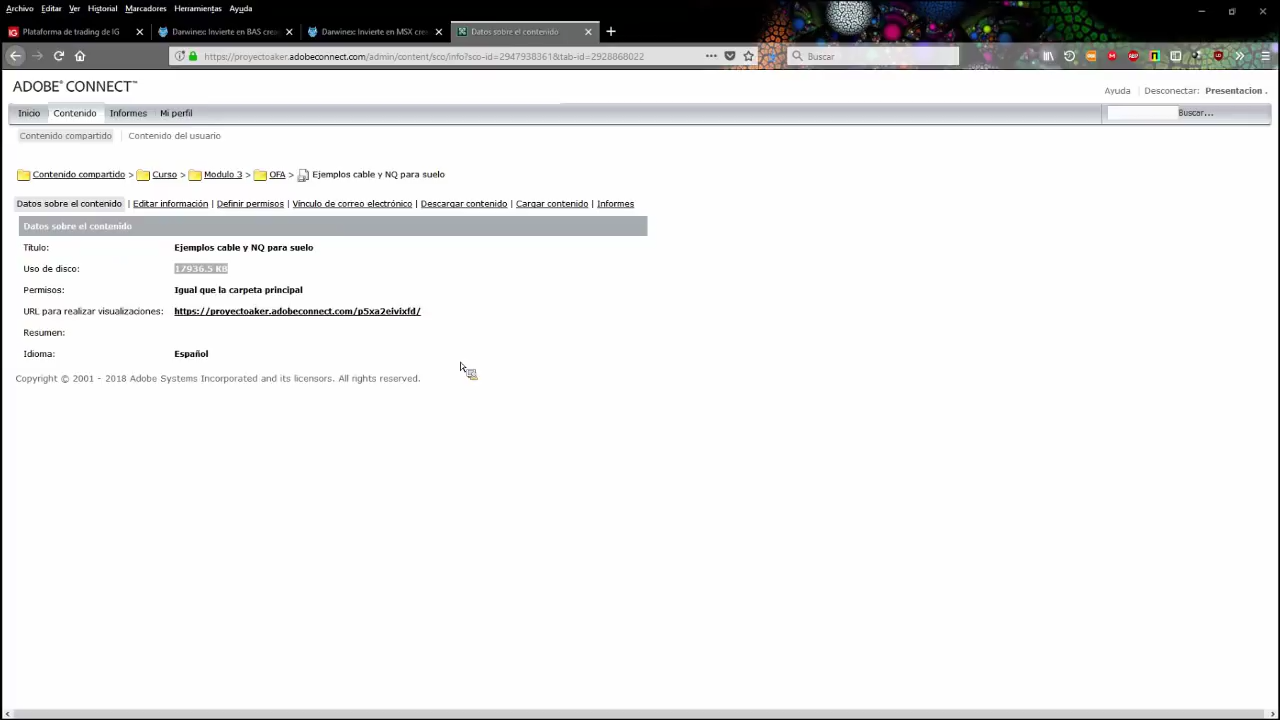 Archivo Editar Ver Historial Marcadores Herramientas Ayuda
Plataforma de trading de IG Darwinex: Invierte en BAS crea Darwinex: Invierte en MSX cre Datos sobre el contenido
https://proyectoaker.adobeconnect.com/admin/content/sco/info?sco-id=2947938361&tab-id=2928868022 Buscar
ADOBE® CONNECT™
Ayuda Desconectar: Presentacion .
Inicio Contenido Informes Mi perfil Buscar...
Contenido compartido Contenido del usuario
Contenido compartido > Curso > Modulo 3 > OFA > Ejemplos cable y NQ para suelo
Datos sobre el contenido | Editar información | Definir permisos | Vínculo de correo electrónico | Descargar contenido | Cargar contenido | Informes
Datos sobre el contenido
Título: Ejemplos cable y NQ para suelo
Uso de disco: 17936.5 KB
Permisos: Igual que la carpeta principal
URL para realizar visualizaciones: https://proyectoaker.adobeconnect.com/p5xa2eivixfd/
Resumen:
Idioma: Español
Copyright © 2001 - 2018 Adobe Systems Incorporated and its licensors. All rights reserved.